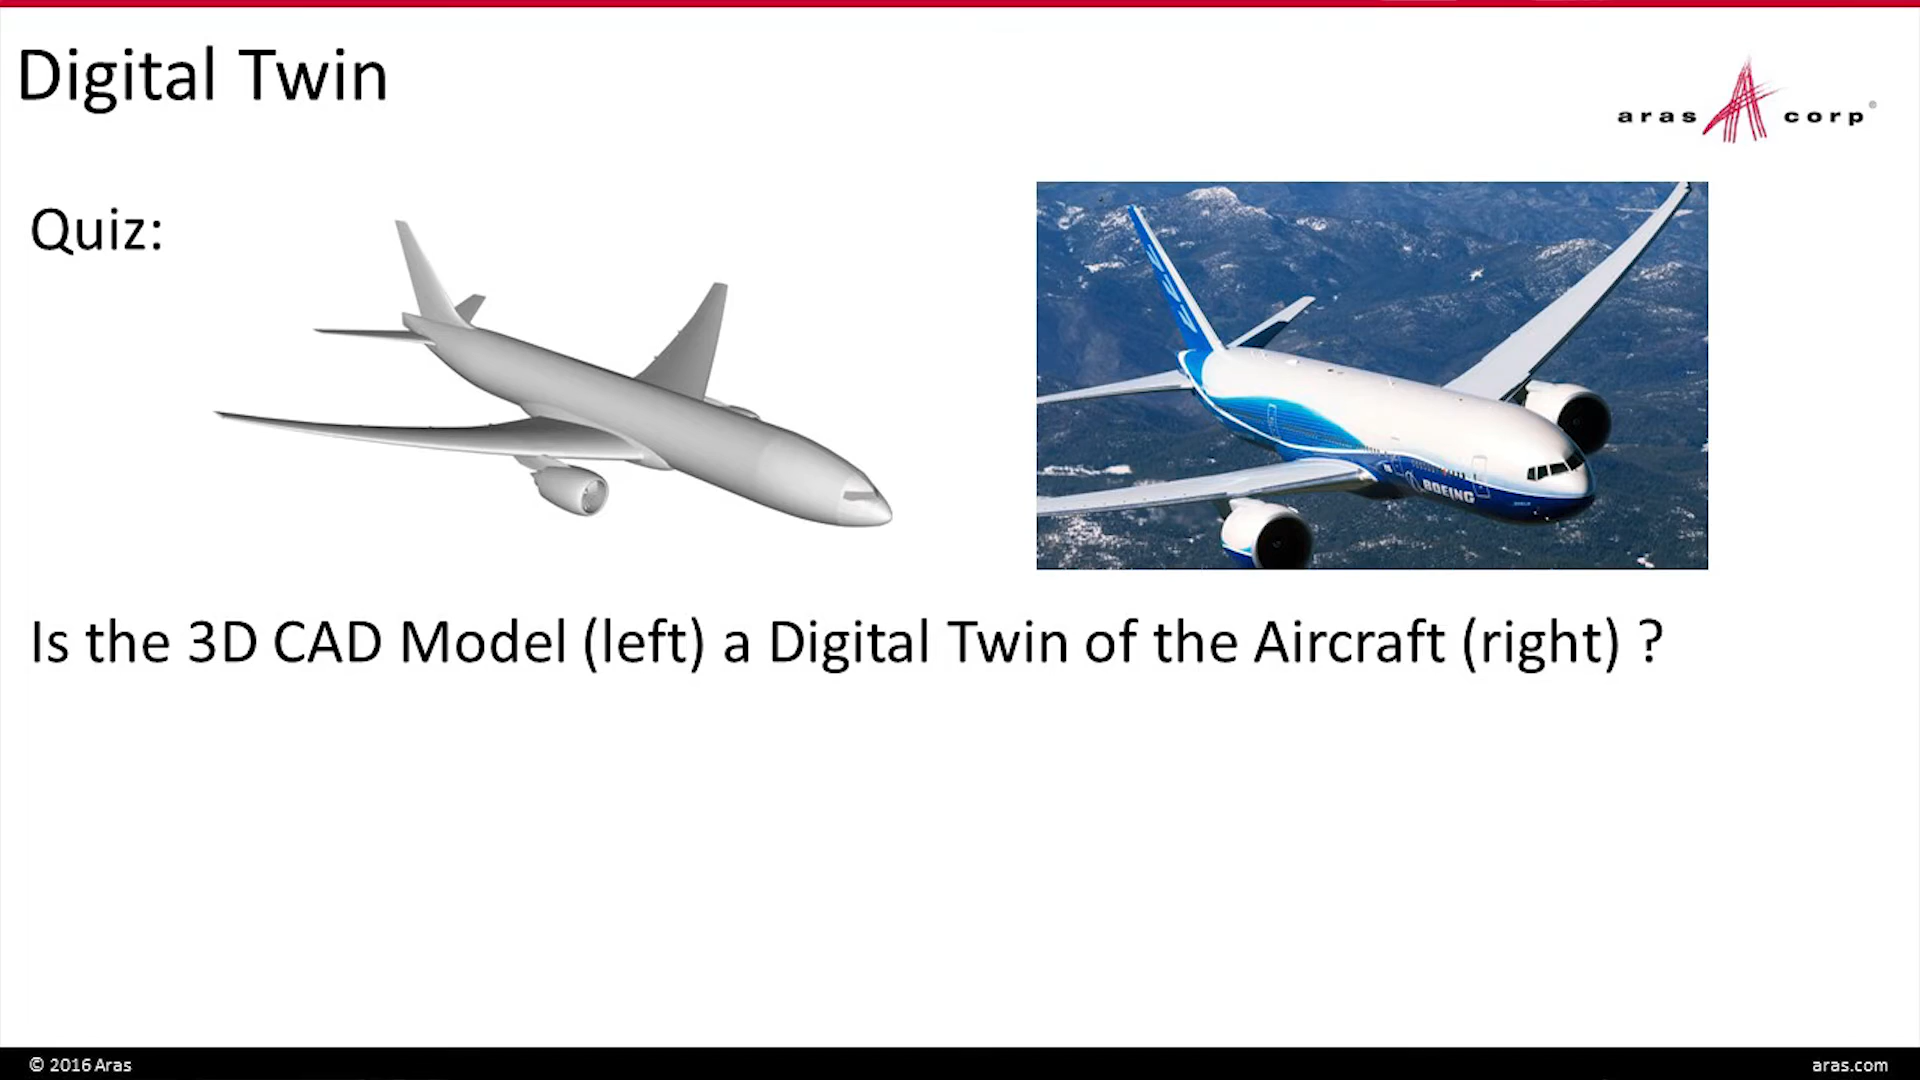 Digital Twin
aras corp®
Quiz:
BOEING
Is the 3D CAD Model (left) a Digital Twin of the Aircraft (right) ?
© 2016 Aras
aras.com